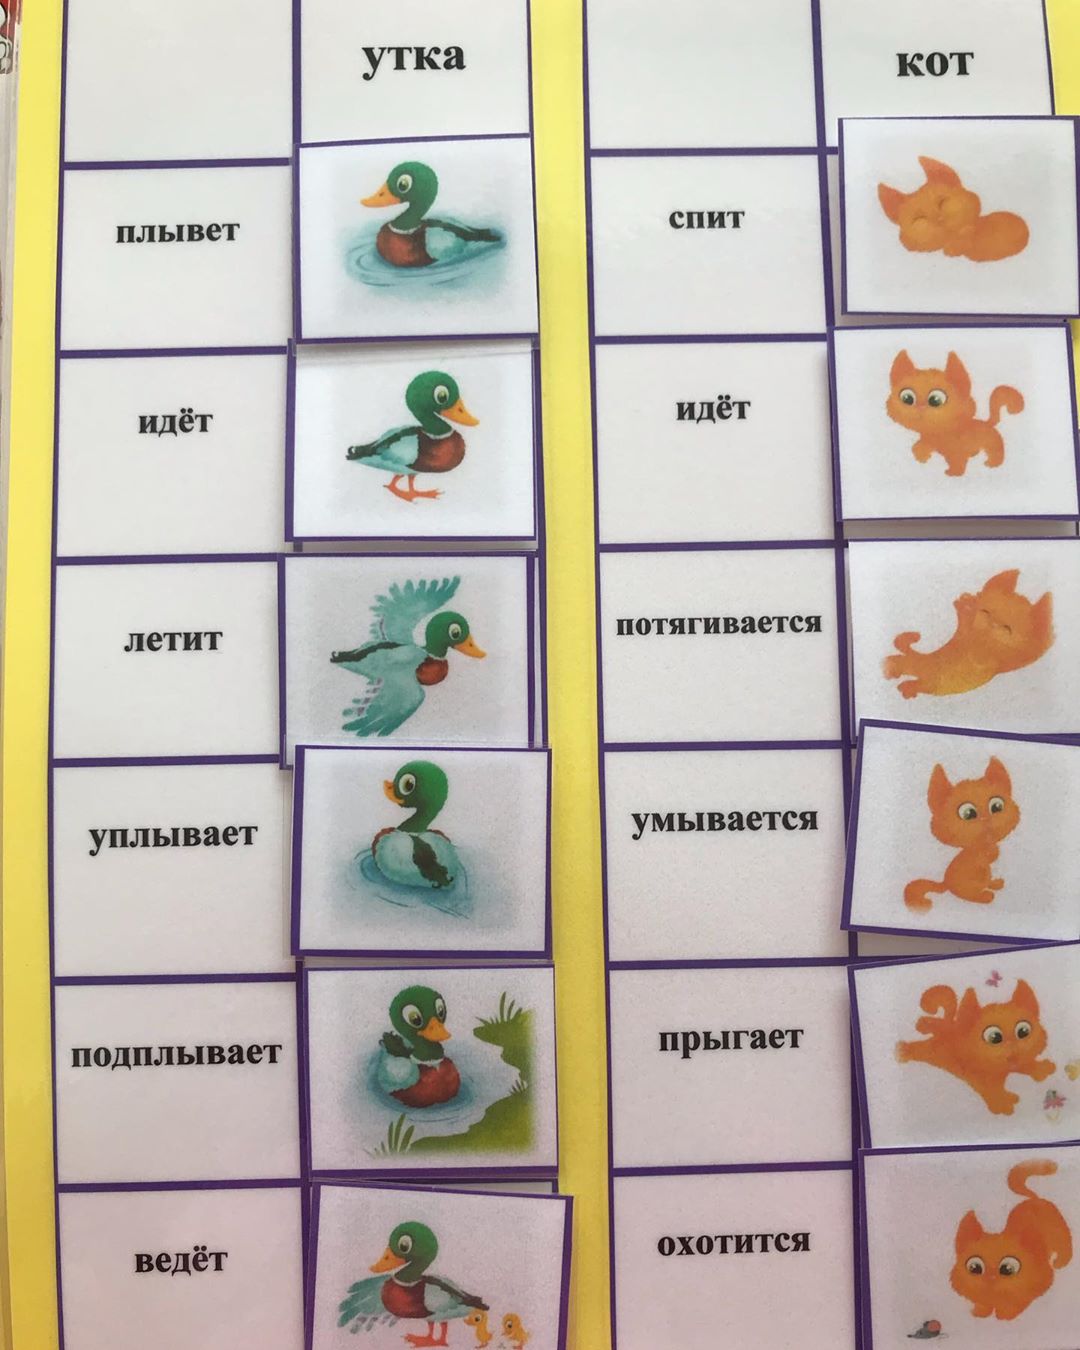 утка
плывет
идёт
летит
уплывает
подплывает
ведёт
кот
спит
идёт
потягивается
умывается
прыгает
охотится